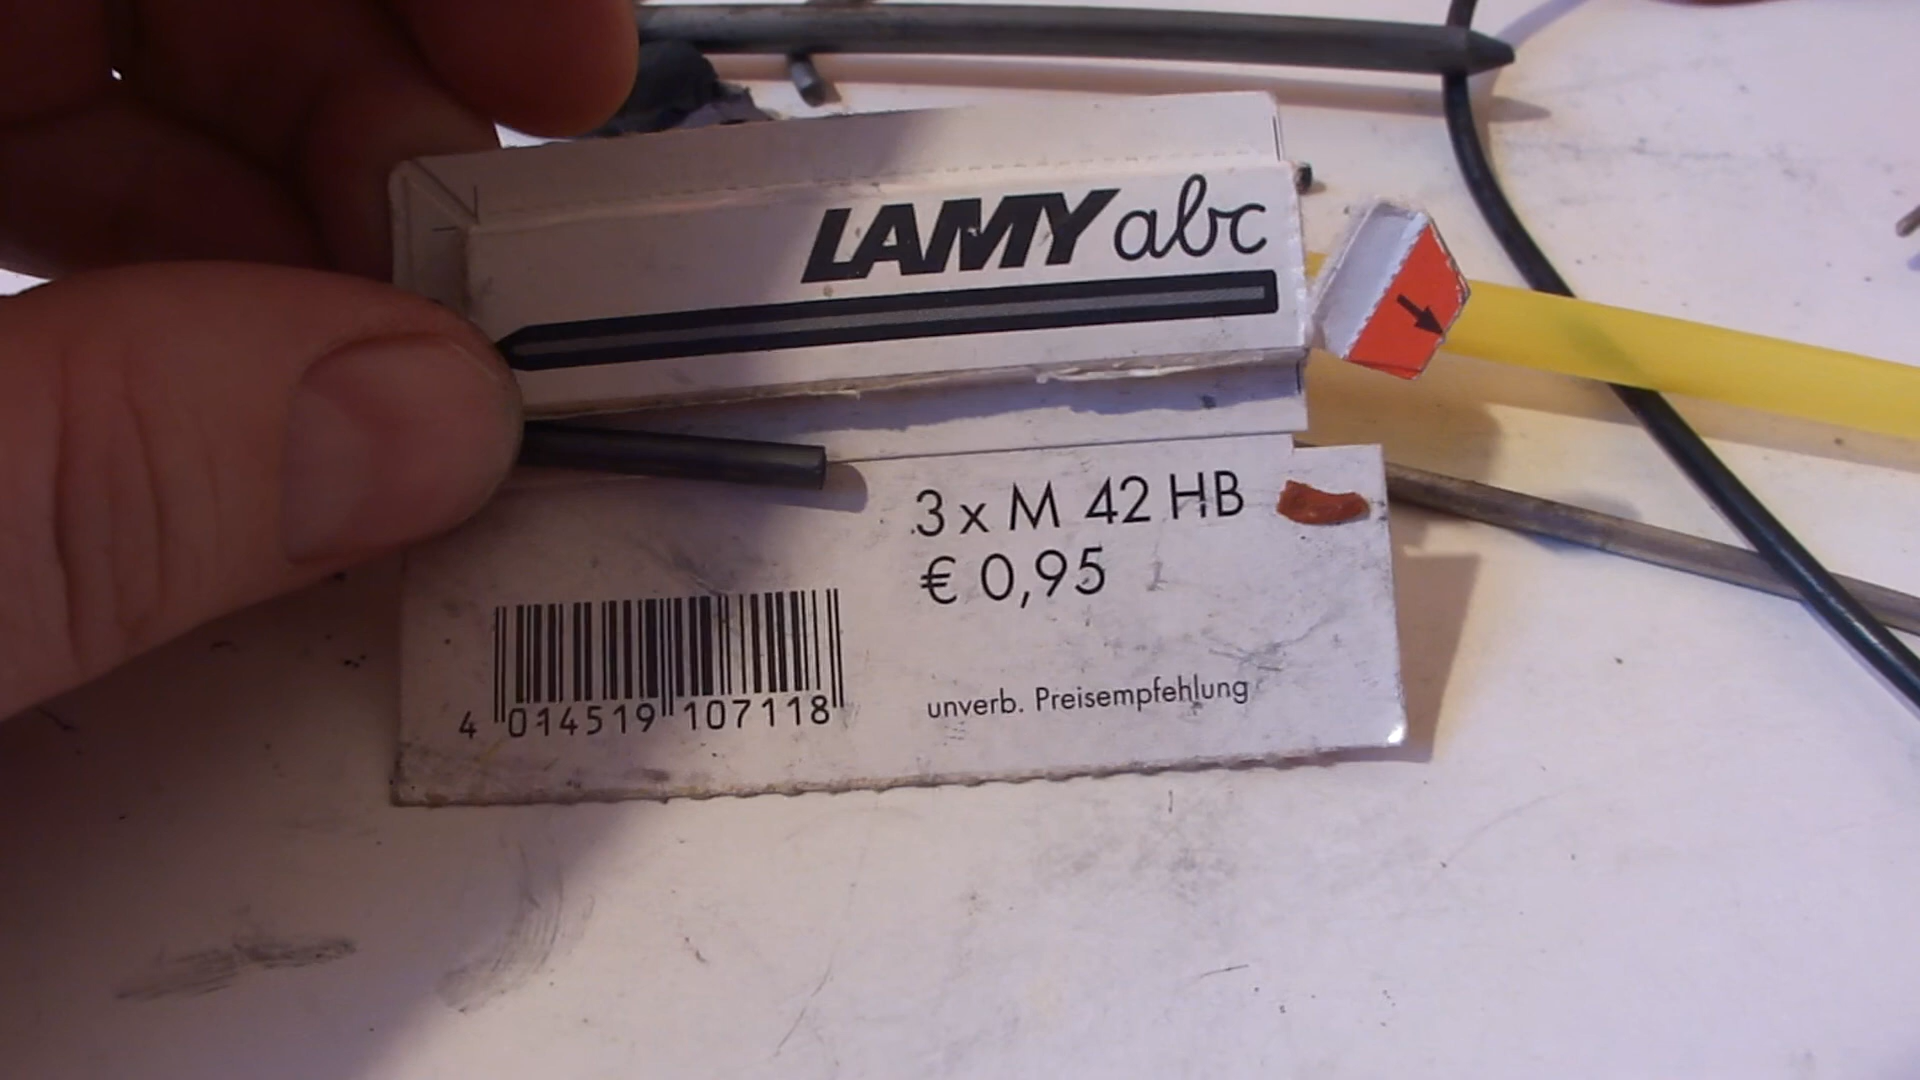 LAMY abc
3 x M 42 HB
€ 0,95
unverb. Preisempfehlung
4 014519 107118